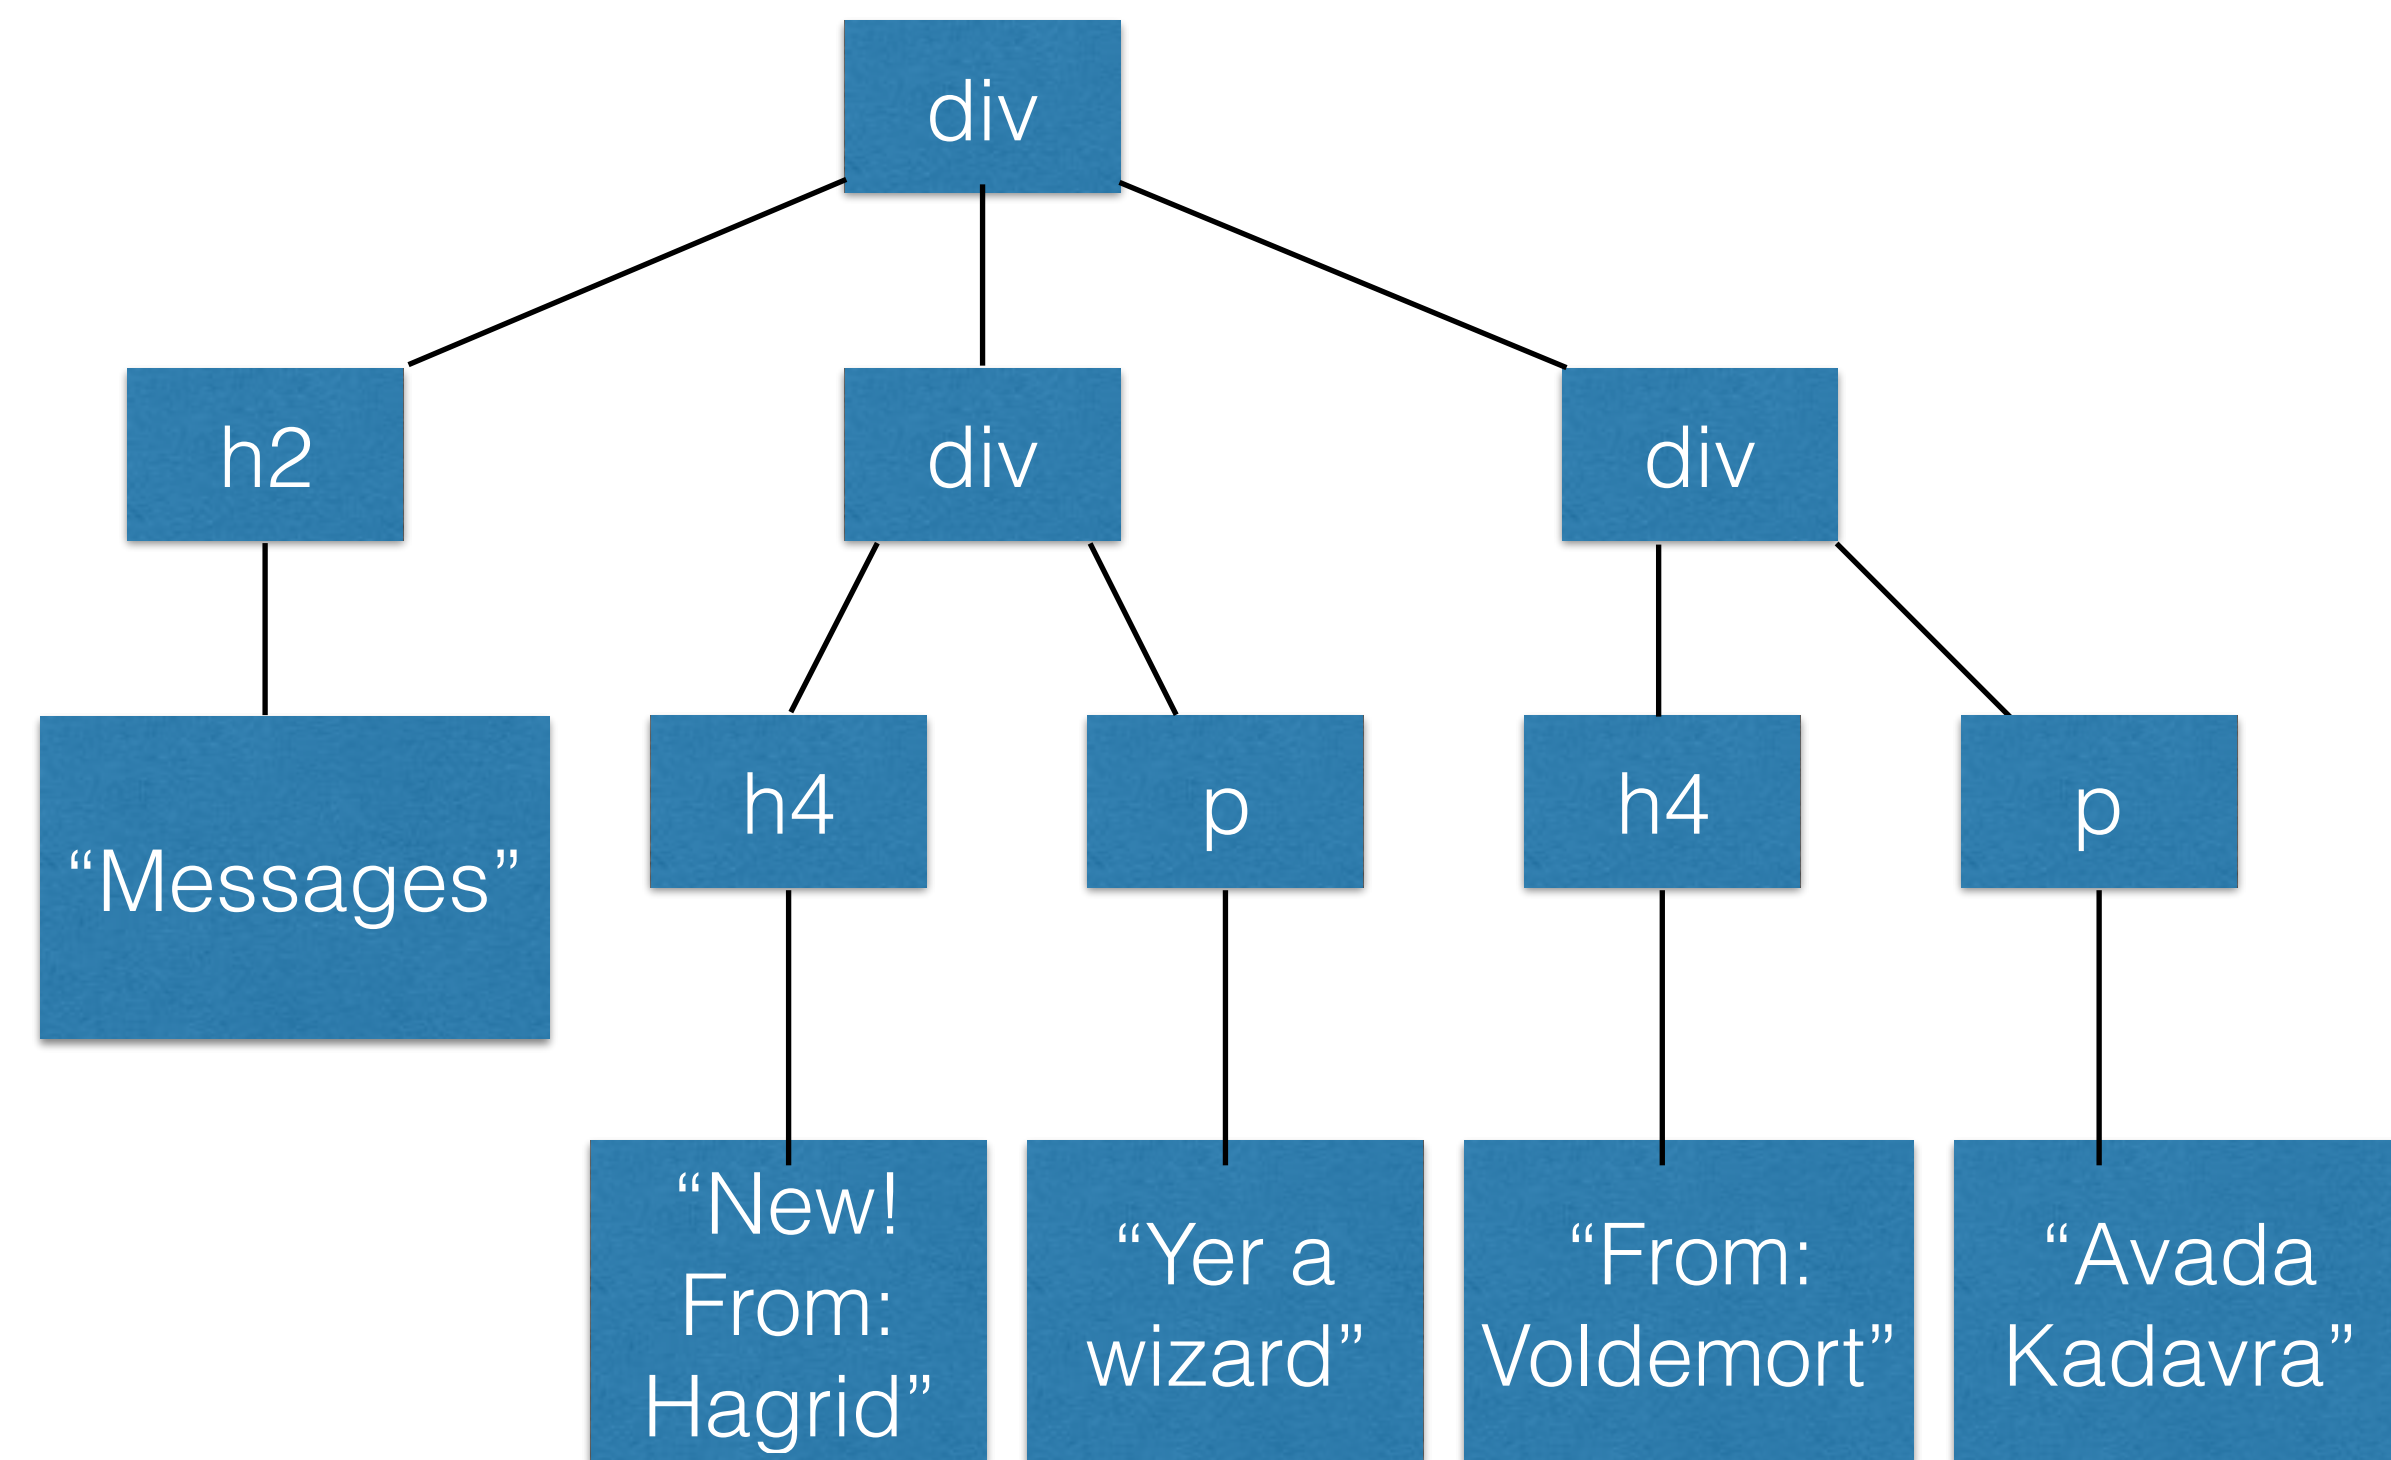 div
h2
div
div
“Messages”
h4
p
h4
p
“New!
From:
Hagrid”
“Yer a
wizard”
“From:
Voldemort”
“Avada
Kadavra”